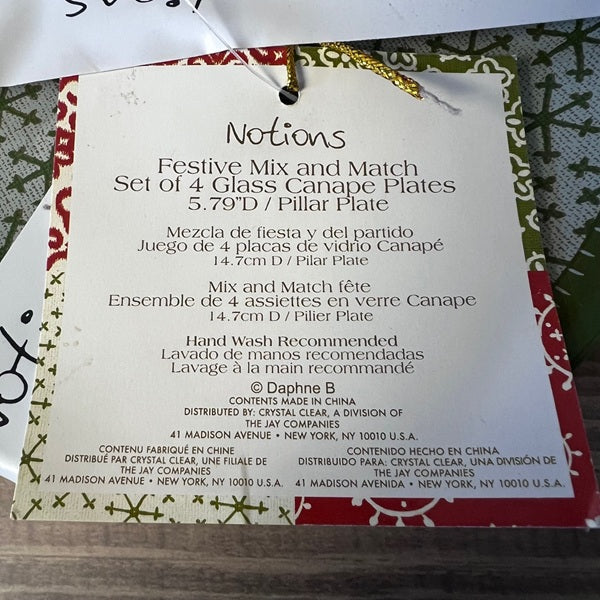 Notions
Festive Mix and Match
Set of 4 Glass Canape Plates
5.79"D / Pillar Plate
Mezcla de fiesta y del partido
Juego de 4 placas de vidrio Canapé
14.7cm D / Pilar Plate
Mix and Match fête
Ensemble de 4 assiettes en verre Canape
14.7cm D / Pilier Plate
Hand Wash Recommended
Lavado de manos recomendadas
Lavage à la main recommandé
© Daphne B
CONTENTS MADE IN CHINA
DISTRIBUTED BY: CRYSTAL CLEAR, A DIVISION OF
THE JAY COMPANIES
41 MADISON AVENUE • NEW YORK, NY 10010 U.S.A.
CONTENU FABRIQUÉ EN CHINE
DISTRIBUÉ PAR CRYSTAL CLEAR, UNE FILIALE DE
THE JAY COMPANIES
41 MADISON AVENUE • NEW YORK, NY 10010 U.S.A.
CONTENIDO HECHO EN CHINA
DISTRIBUIDO PARA: CRYSTAL CLEAR, UNA DIVISIÓN DE
THE JAY COMPANIES
41 MADISON AVENIDA • NEW YORK, NY 10010 U.S.A.